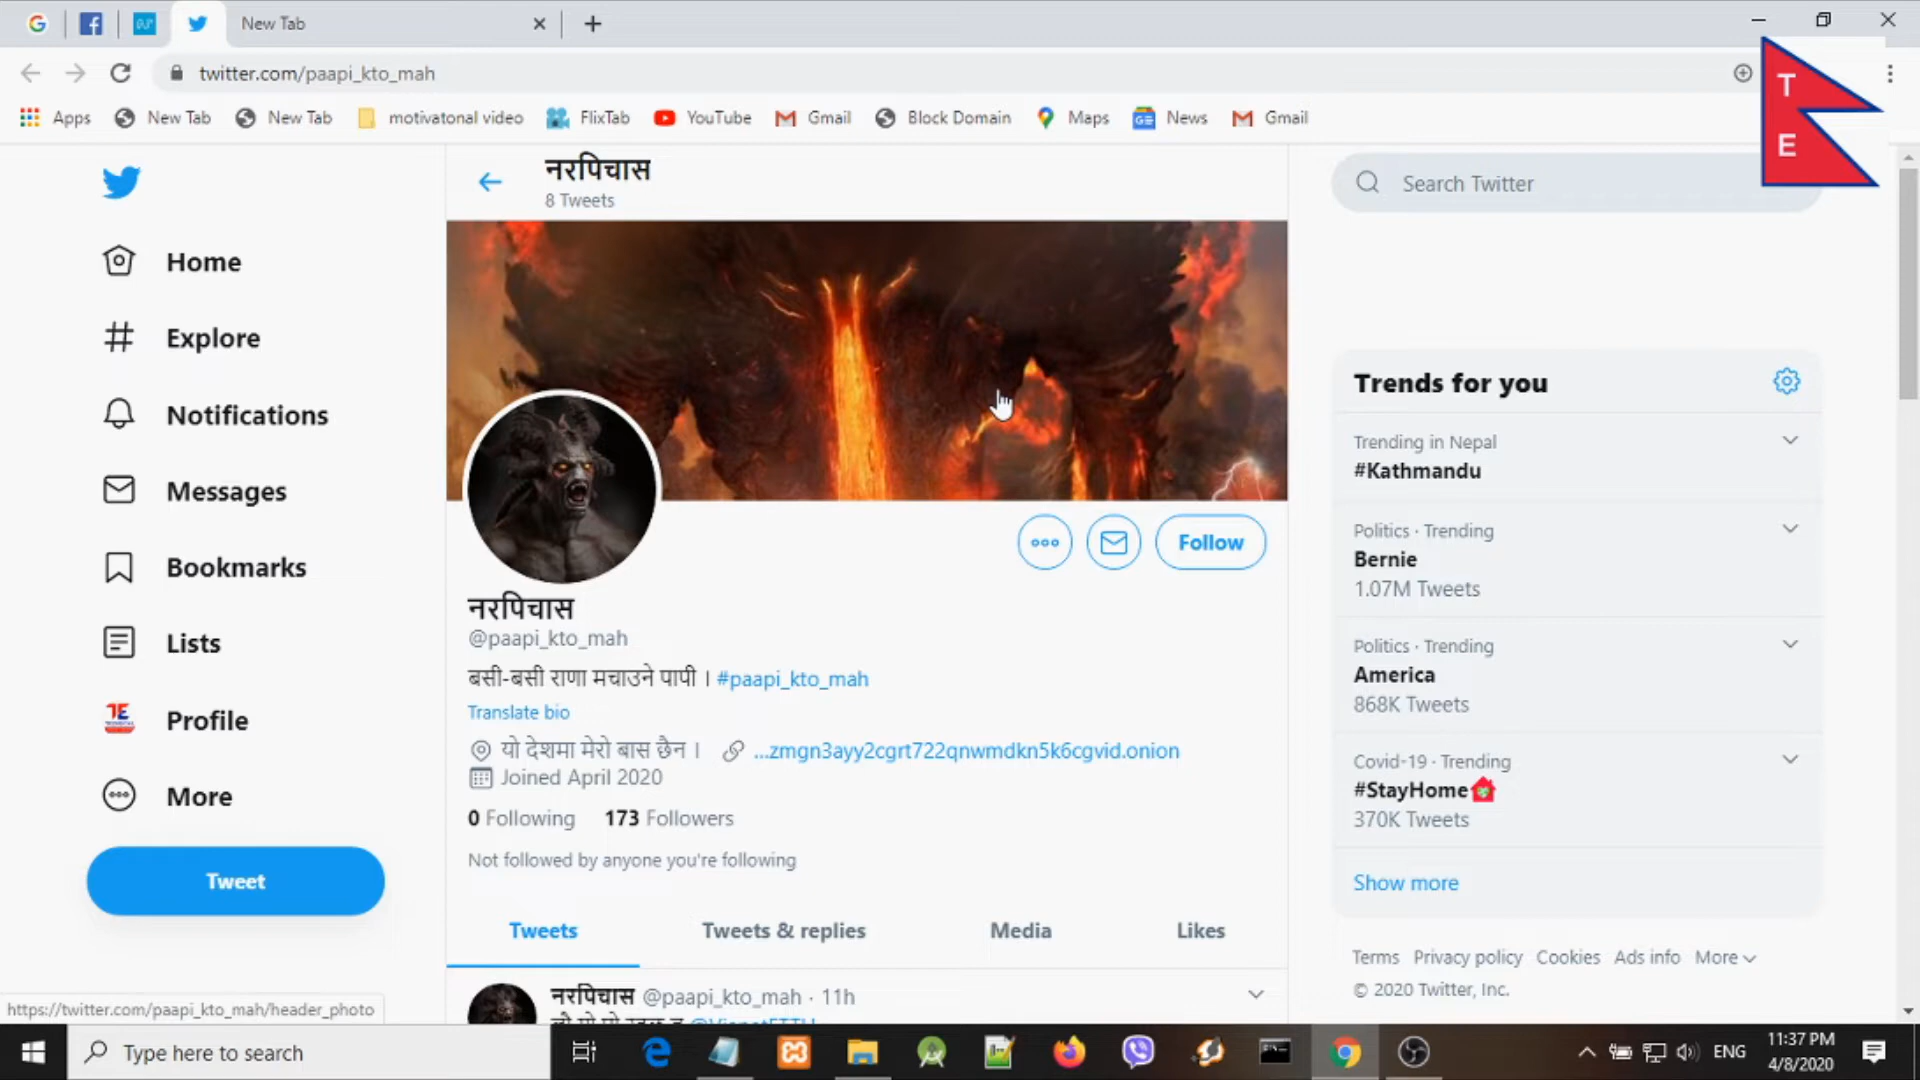 New Tab
twitter.com/paapi_kto_mah
Apps New Tab New Tab motivatonal video FlixTab YouTube Gmail Block Domain Maps News Gmail
T
E
नरपिचास
8 Tweets
Search Twitter
Home
Explore
Notifications
Messages
Bookmarks
Lists
Profile
More
Tweet
Follow
नरपिचास
@paapi_kto_mah
बसी-बसी राणा मचाउने पापी । #paapi_kto_mah
Translate bio
यो देशमा मेरो बास छैन । ...zmgn3ayy2cgrt722qnwmdkn5k6cgvid.onion
Joined April 2020
0 Following 173 Followers
Not followed by anyone you're following
Tweets Tweets & replies Media Likes
नरपिचास @paapi_kto_mah · 11h
Trends for you
Trending in Nepal
#Kathmandu
Politics · Trending
Bernie
1.07M Tweets
Politics · Trending
America
868K Tweets
Covid-19 · Trending
#StayHome
370K Tweets
Show more
Terms Privacy policy Cookies Ads info More
© 2020 Twitter, Inc.
https://twitter.com/paapi_kto_mah/header_photo
Type here to search
ENG
11:37 PM
4/8/2020